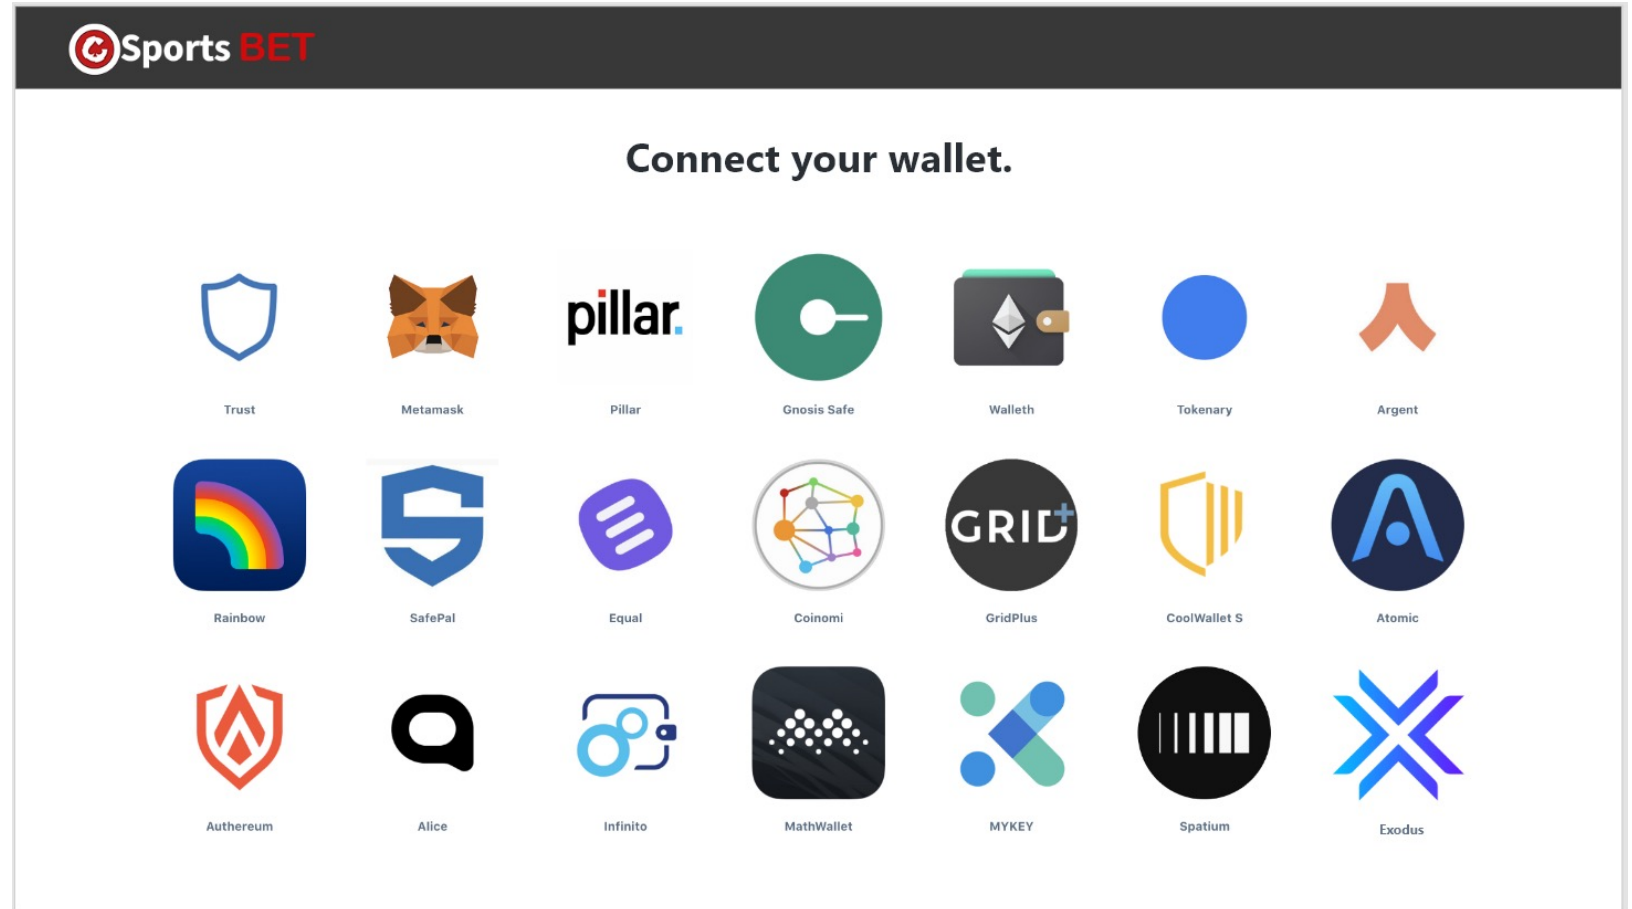 Sports BET
Connect your wallet.
pillar.
Trust Metamask Pillar Gnosis Safe Walleth Tokenary Argent
GRID+
Rainbow SafePal Equal Coinomi GridPlus CoolWallet S Atomic
Authereum Alice Infinito MathWallet MYKEY Spatium Exodus